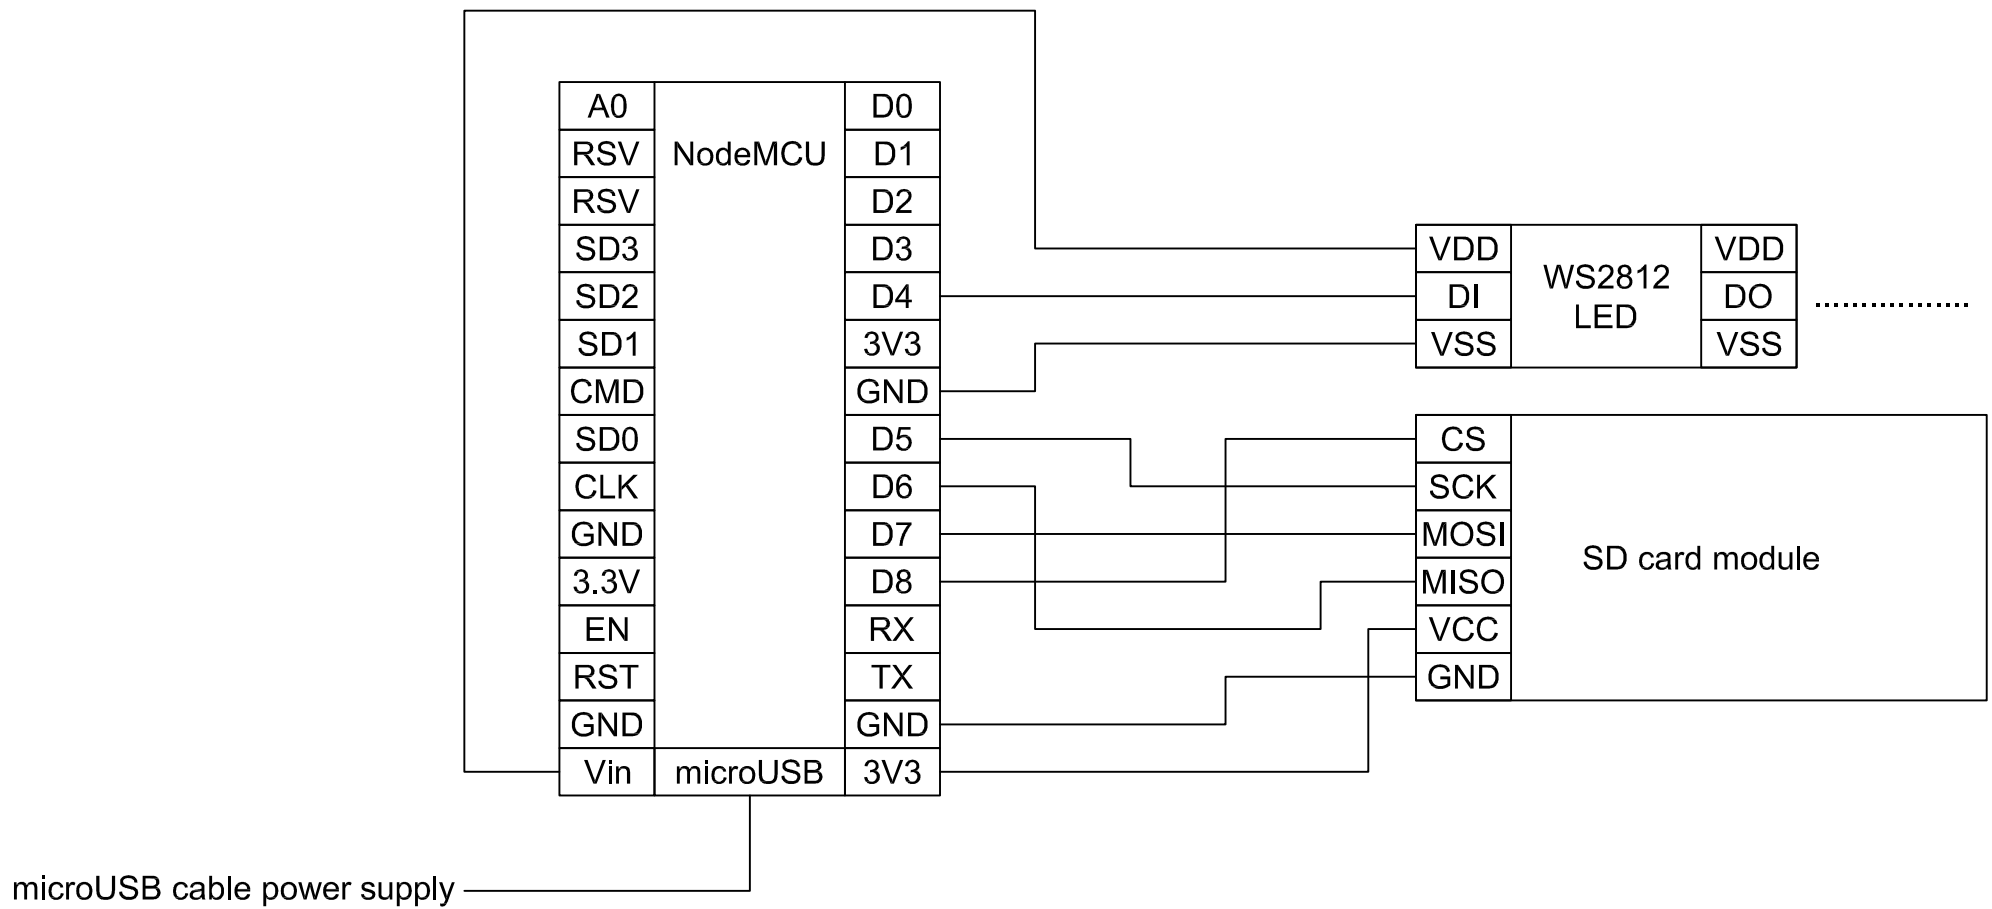 A0
RSV
RSV
SD3
SD2
SD1
CMD
SD0
CLK
GND
3.3V
EN
RST
GND
Vin
NodeMCU
microUSB
D0
D1
D2
D3
D4
3V3
GND
D5
D6
D7
D8
RX
TX
GND
3V3
VDD
DI
VSS
WS2812
LED
VDD
DO
VSS
CS
SCK
MOSI
MISO
VCC
GND
SD card module
microUSB cable power supply